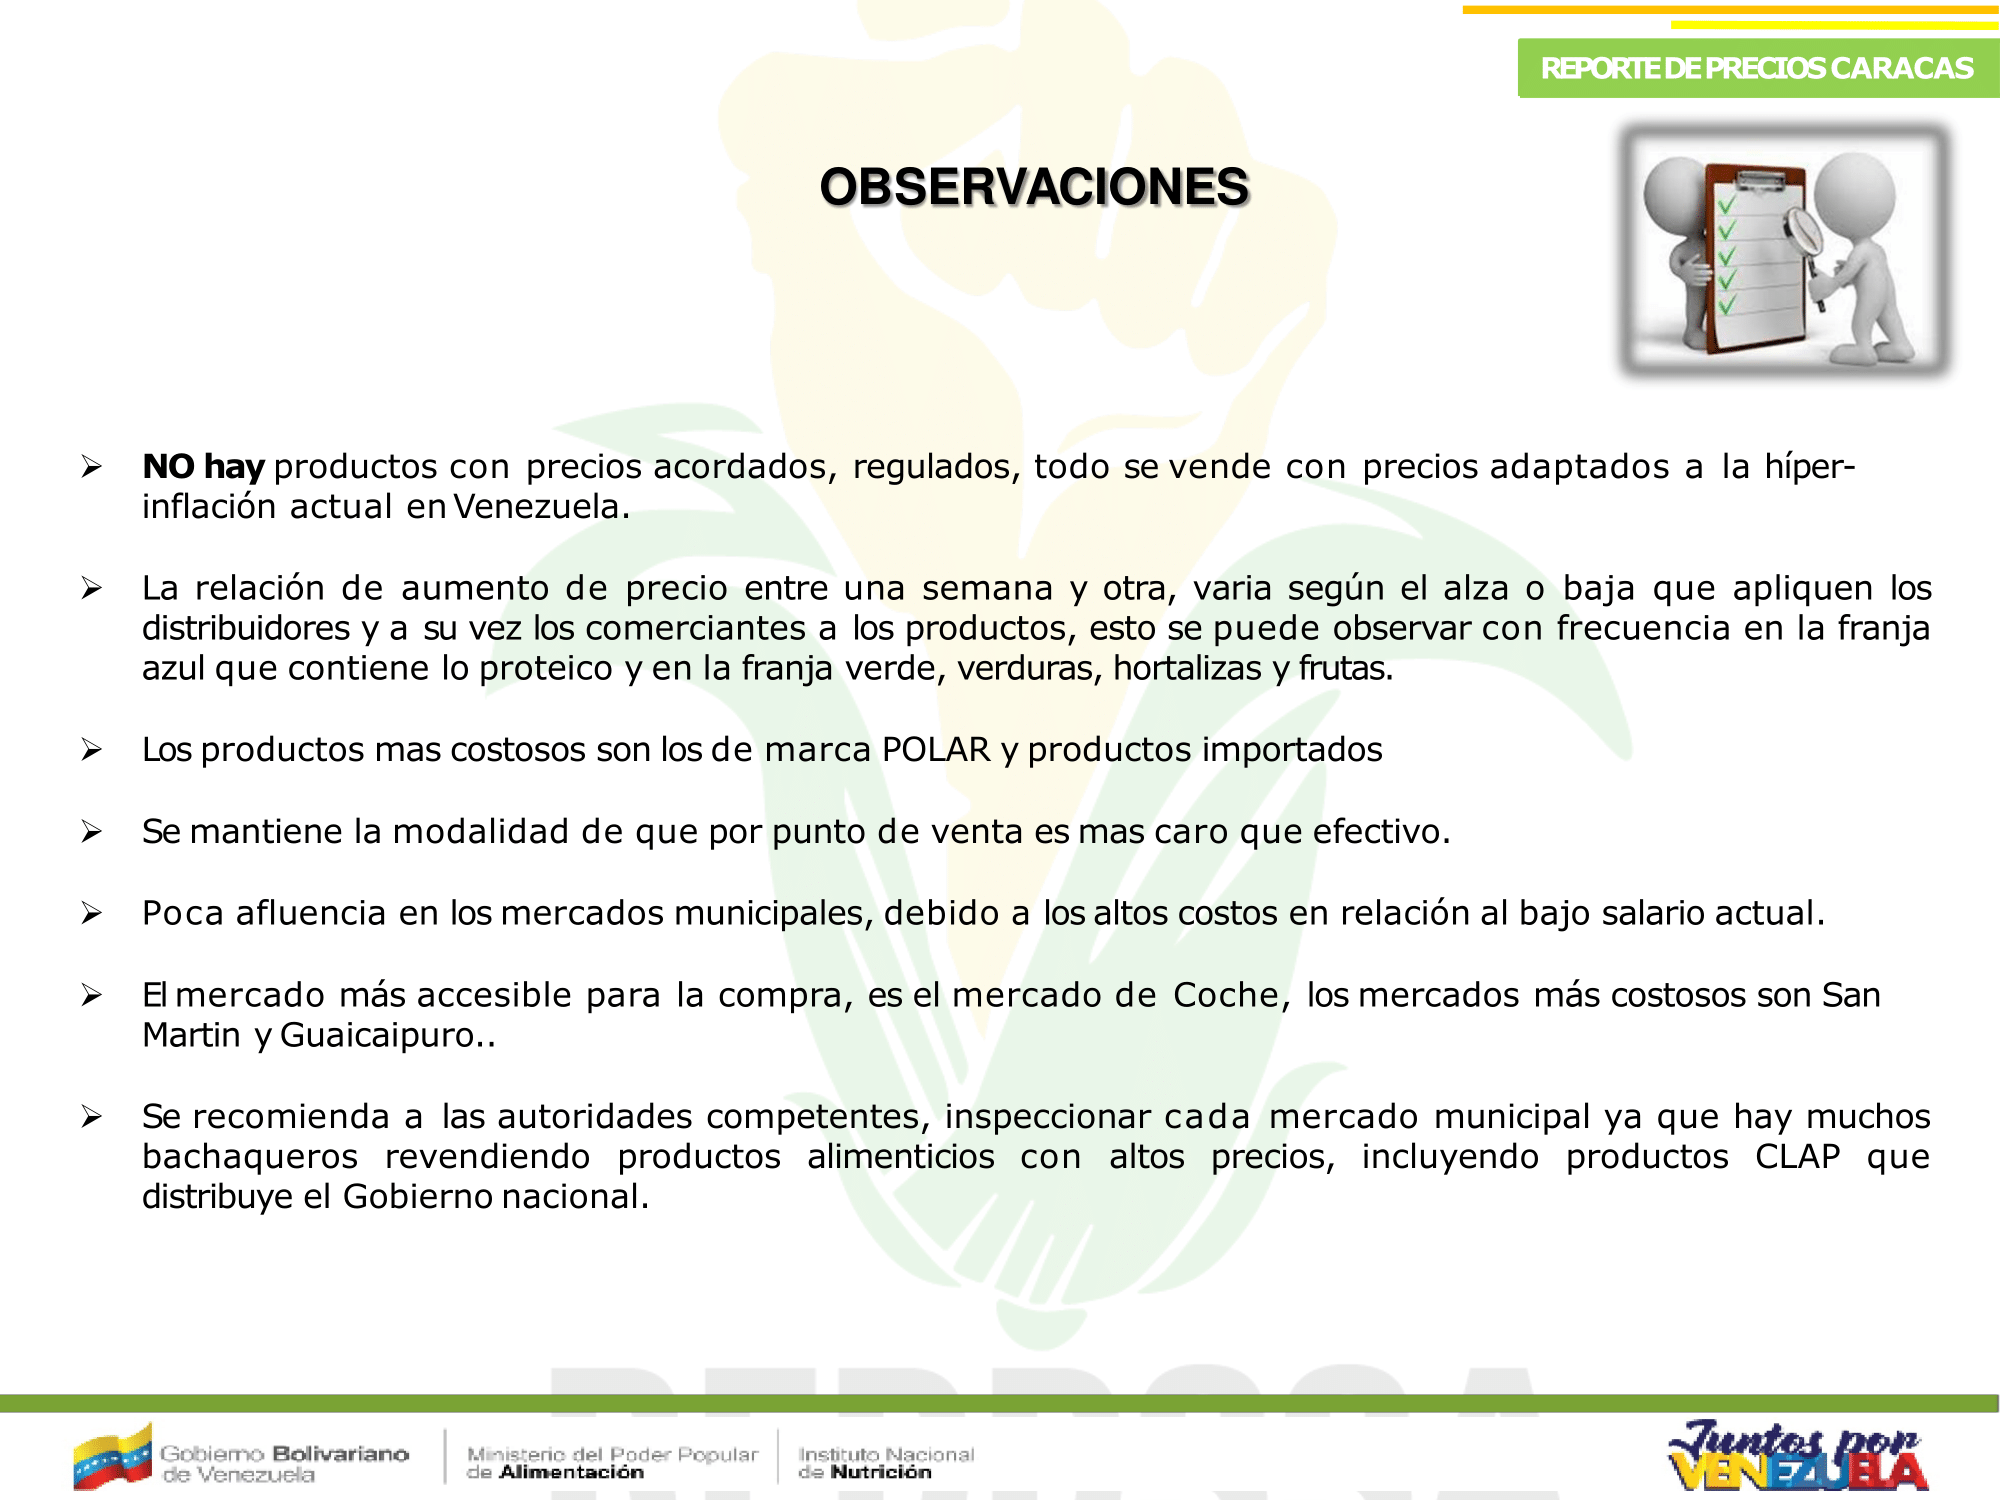 REPORTE DE PRECIOS CARACAS
OBSERVACIONES
➢ NO hay productos con precios acordados, regulados, todo se vende con precios adaptados a la híper-
inflación actual en Venezuela.
➢ La relación de aumento de precio entre una semana y otra, varia según el alza o baja que apliquen los
distribuidores y a su vez los comerciantes a los productos, esto se puede observar con frecuencia en la franja
azul que contiene lo proteico y en la franja verde, verduras, hortalizas y frutas.
➢ Los productos mas costosos son los de marca POLAR y productos importados
➢ Se mantiene la modalidad de que por punto de venta es mas caro que efectivo.
➢ Poca afluencia en los mercados municipales, debido a los altos costos en relación al bajo salario actual.
➢ El mercado más accesible para la compra, es el mercado de Coche, los mercados más costosos son San
Martin y Guaicaipuro..
➢ Se recomienda a las autoridades competentes, inspeccionar cada mercado municipal ya que hay muchos
bachaqueros revendiendo productos alimenticios con altos precios, incluyendo productos CLAP que
distribuye el Gobierno nacional.
Gobierno Bolivariano
de Venezuela
Ministerio del Poder Popular
de Alimentación
Instituto Nacional
de Nutrición
Juntos por
VENEZUELA